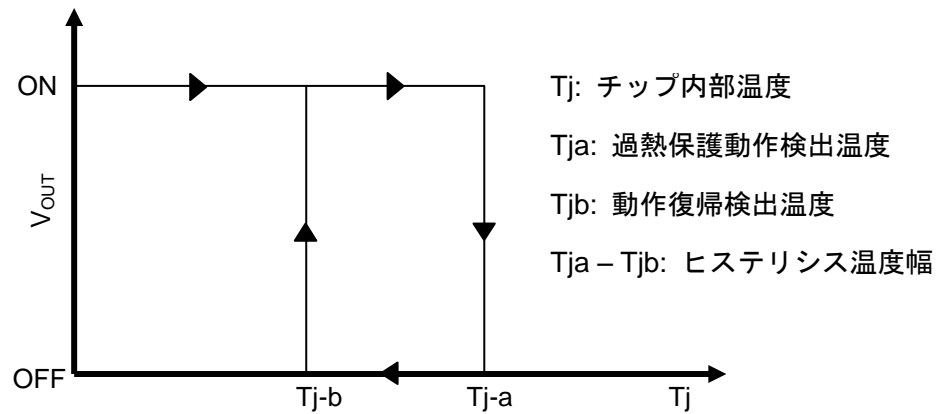 ON
V_OUT
OFF
Tj-b
Tj-a
Tj
Tj: チップ内部温度
Tja: 過熱保護動作検出温度
Tjb: 動作復帰検出温度
Tja – Tjb: ヒステリシス温度幅